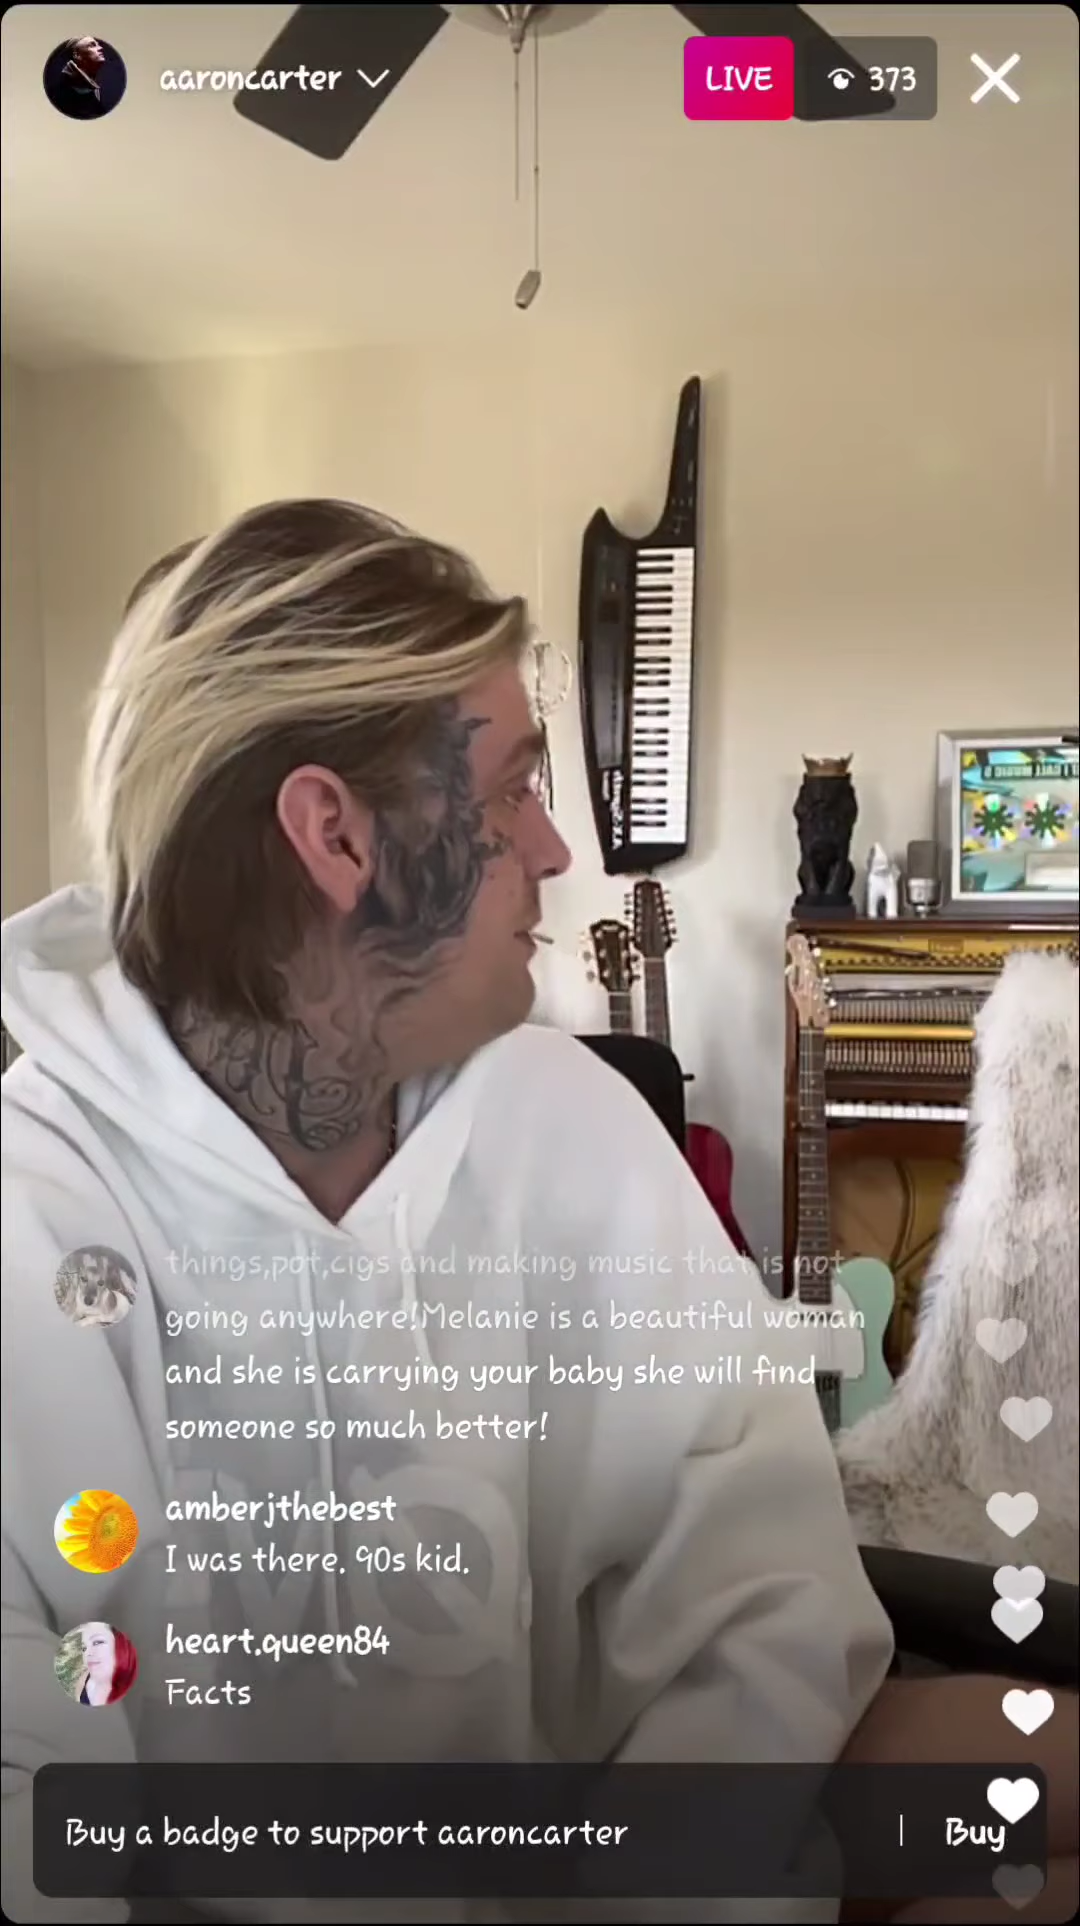 aaroncarter
LIVE
373
things,pot,cigs and making music that is not
going anywhere!Melanie is a beautiful woman
and she is carrying your baby she will find
someone so much better!
amberjthebest
I was there. 90s kid.
heart.queen84
Facts
Buy a badge to support aaroncarter
| Buy